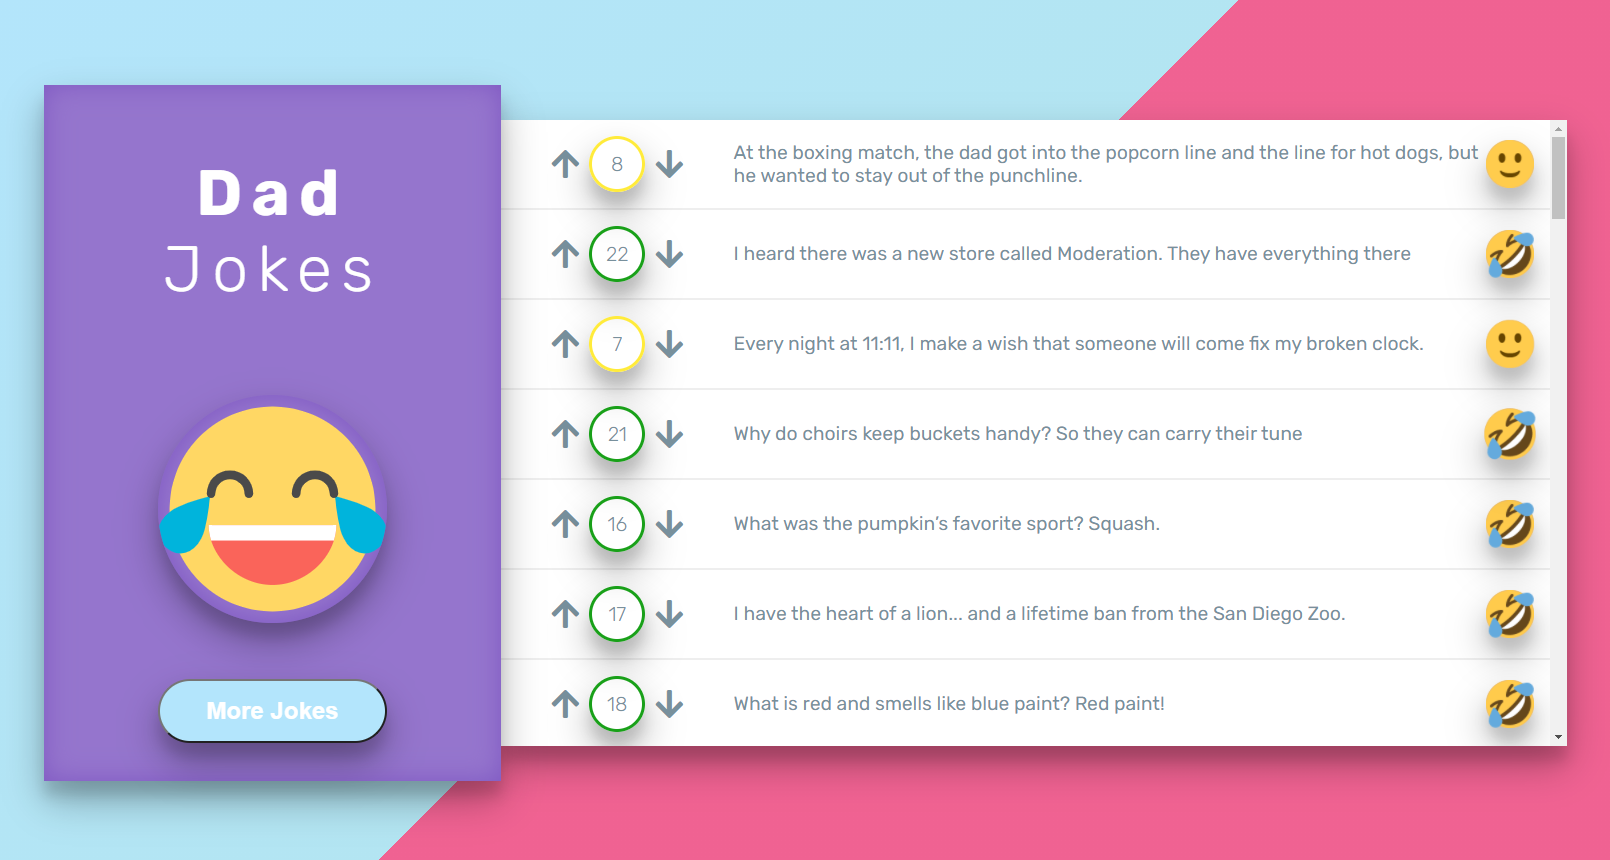 Dad
Jokes
More Jokes
8
At the boxing match, the dad got into the popcorn line and the line for hot dogs, but
he wanted to stay out of the punchline.
22
I heard there was a new store called Moderation. They have everything there
7
Every night at 11:11, I make a wish that someone will come fix my broken clock.
21
Why do choirs keep buckets handy? So they can carry their tune
16
What was the pumpkin’s favorite sport? Squash.
17
I have the heart of a lion... and a lifetime ban from the San Diego Zoo.
18
What is red and smells like blue paint? Red paint!